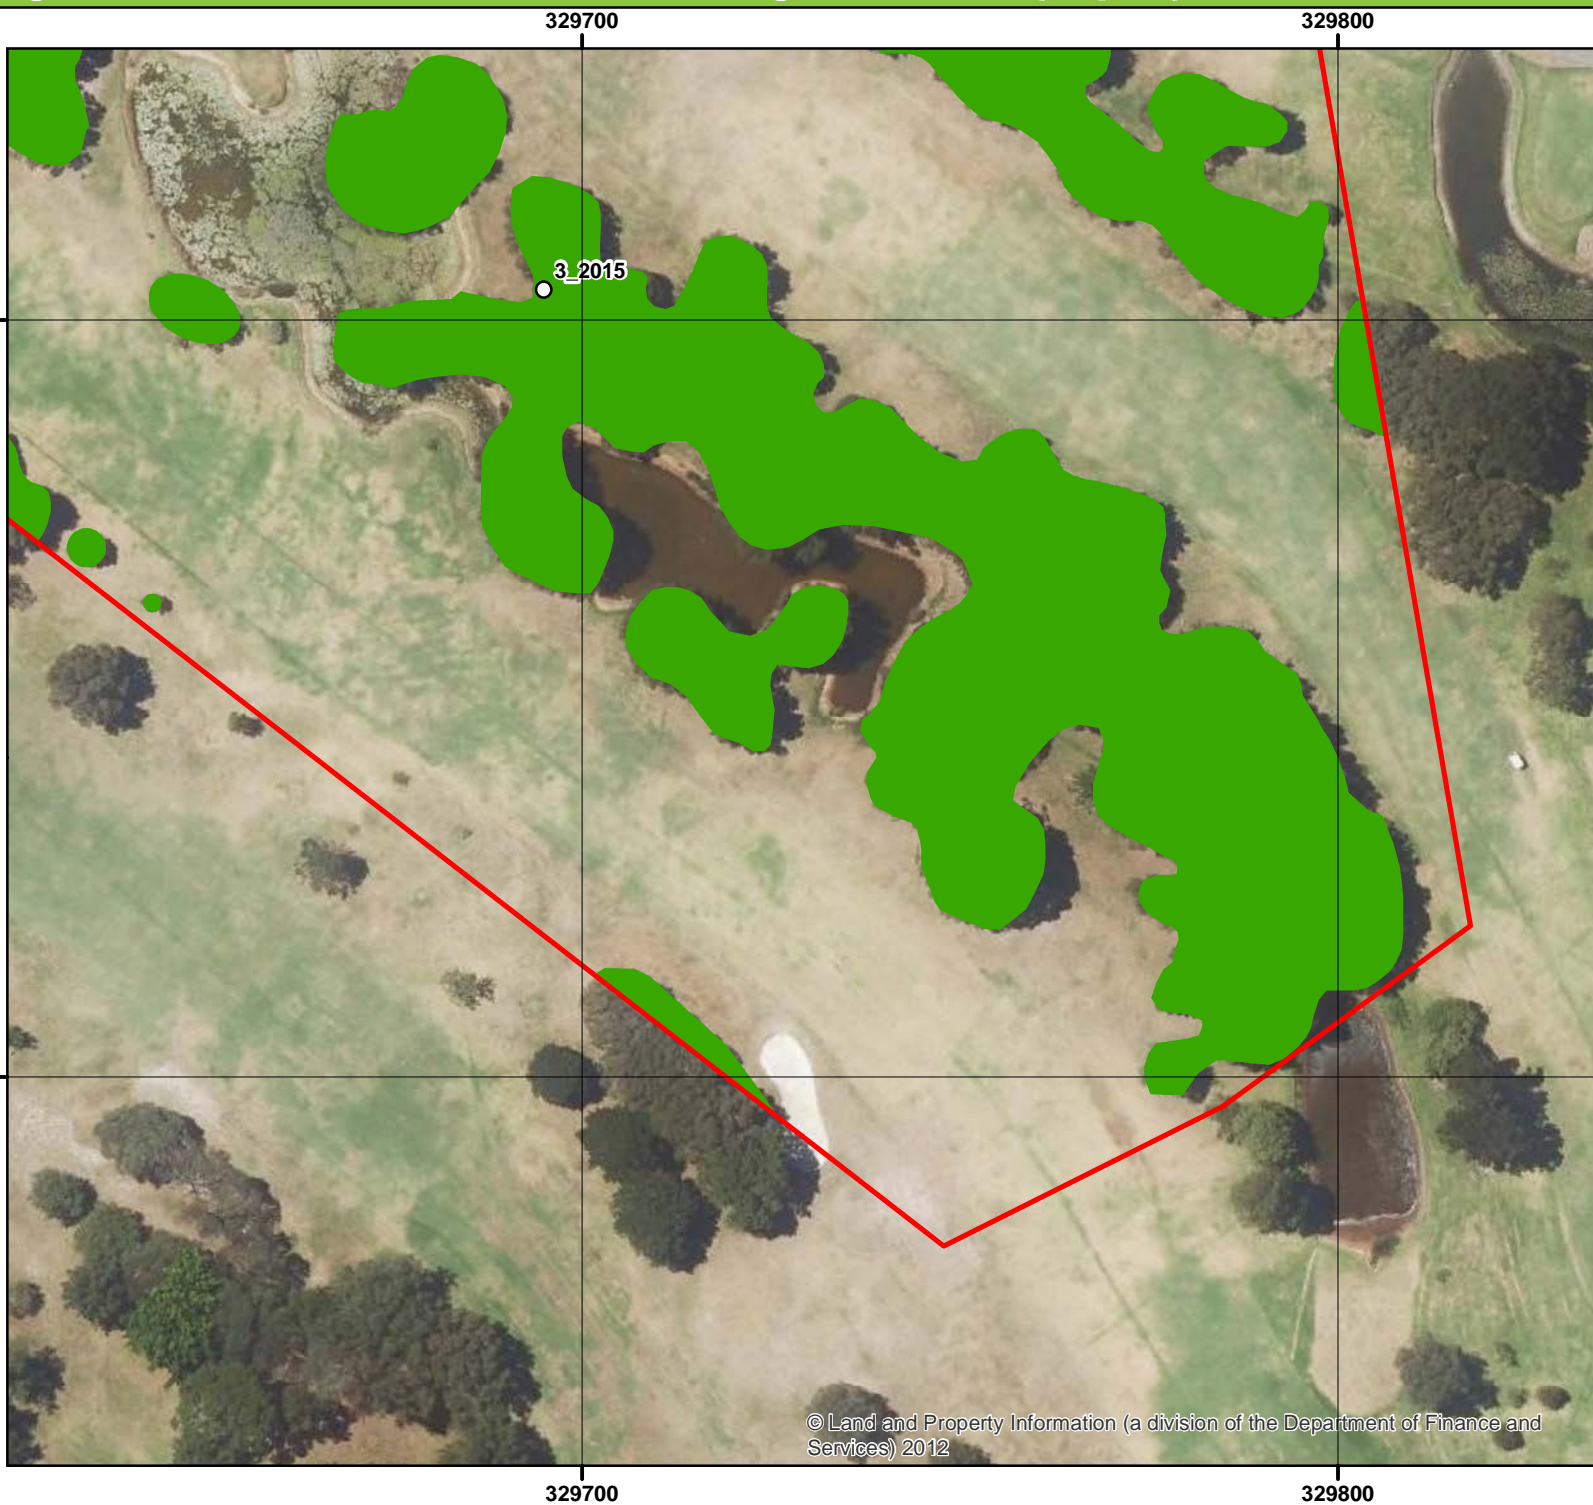 329700
329800
3_2015
© Land and Property Information (a division of the Department of Finance and
Services) 2012
329700
329800